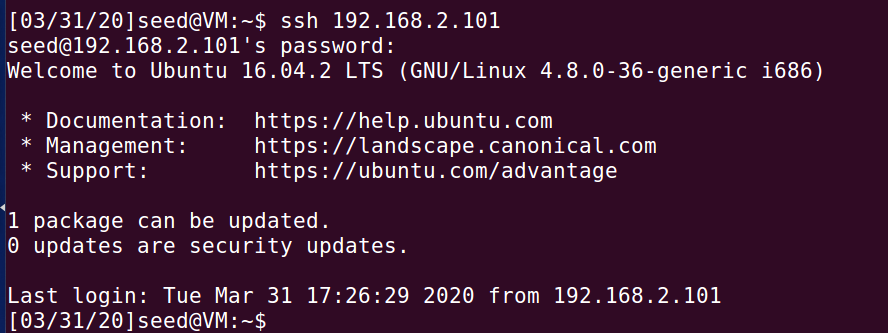 [03/31/20]seed@VM:~$ ssh 192.168.2.101
seed@192.168.2.101's password:
Welcome to Ubuntu 16.04.2 LTS (GNU/Linux 4.8.0-36-generic i686)

 * Documentation:  https://help.ubuntu.com
 * Management:     https://landscape.canonical.com
 * Support:        https://ubuntu.com/advantage

1 package can be updated.
0 updates are security updates.

Last login: Tue Mar 31 17:26:29 2020 from 192.168.2.101
[03/31/20]seed@VM:~$